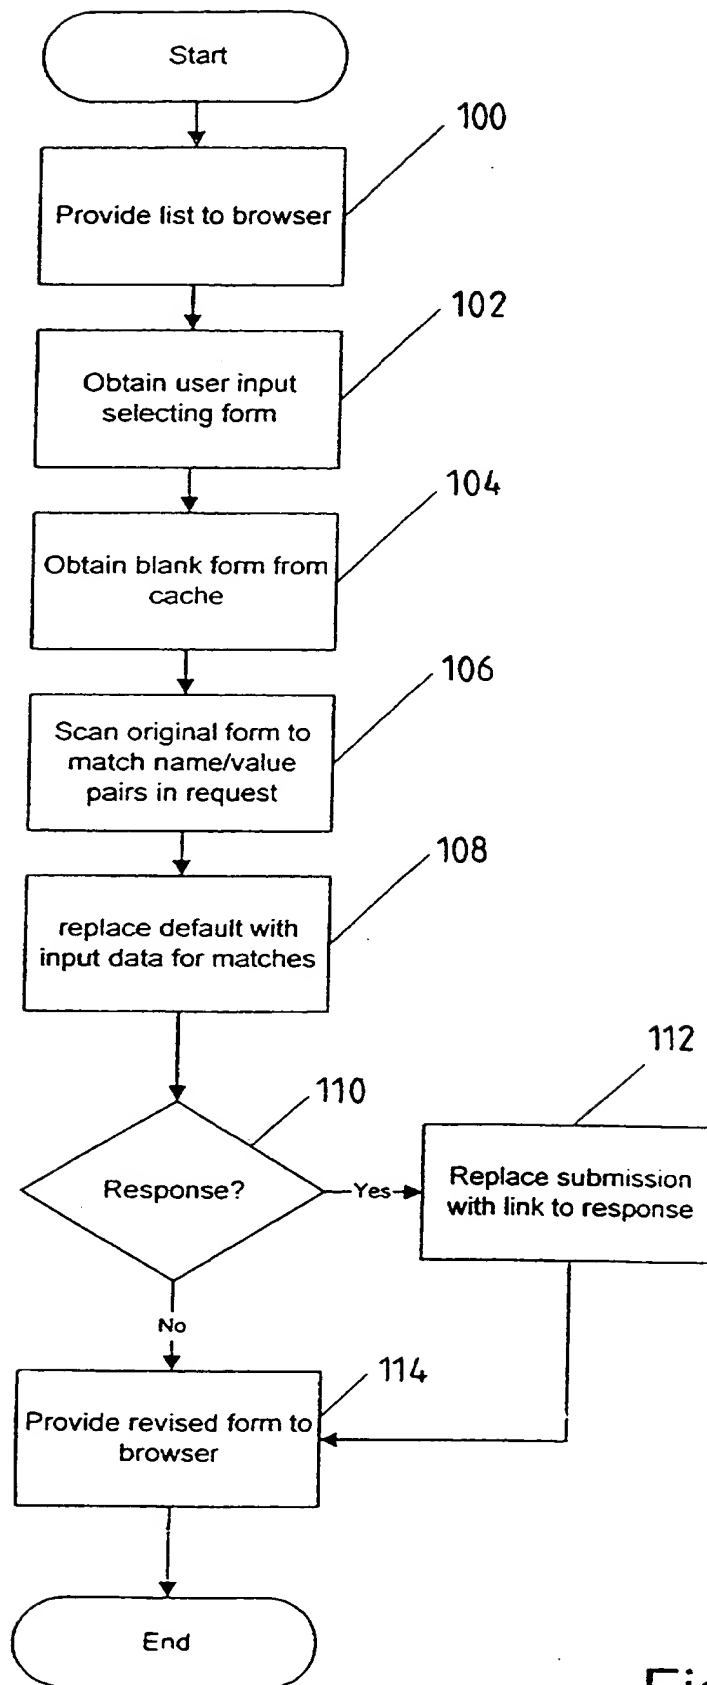 Start
100
Provide list to browser
102
Obtain user input
selecting form
104
Obtain blank form from
cache
106
Scan original form to
match name/value
pairs in request
108
replace default with
input data for matches
110
Response?
Yes
112
Replace submission
with link to response
No
114
Provide revised form to
browser
End